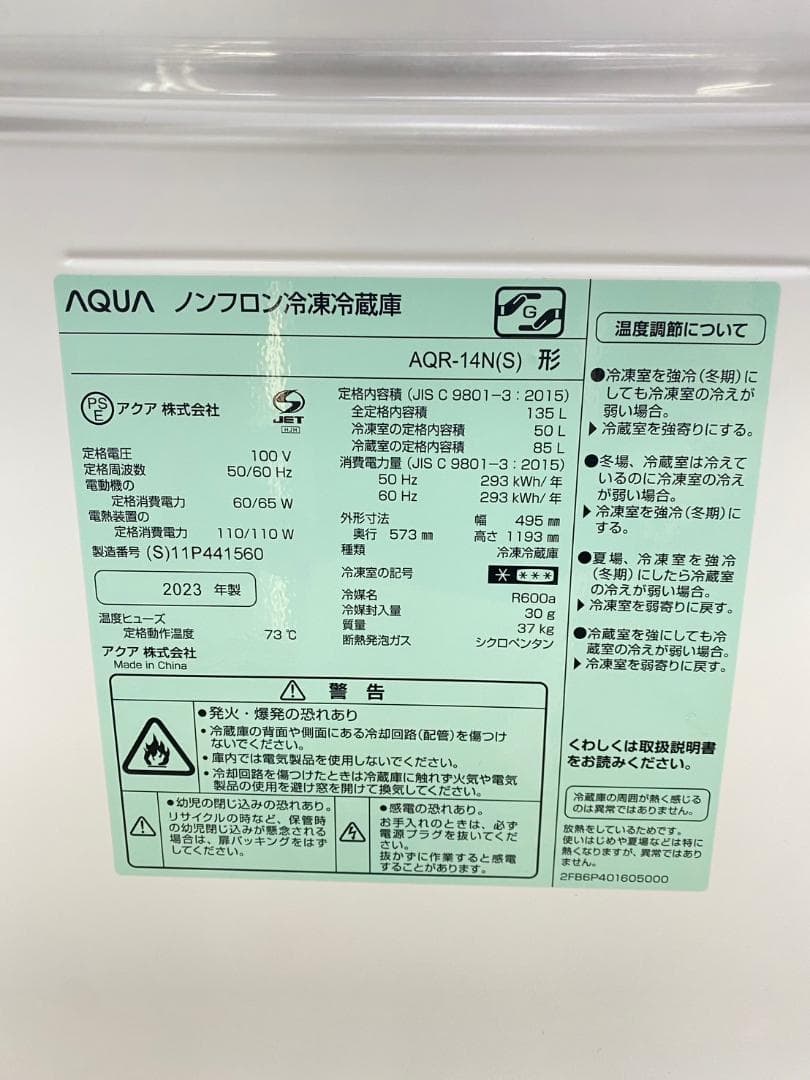 AQUA ノンフロン冷凍冷蔵庫
G
AQR-14N(S) 形
PS
E
アクア 株式会社
JET
HJH
定格電圧 100 V
定格周波数 50/60 Hz
電動機の
定格消費電力 60/65 W
電熱装置の
定格消費電力 110/110 W
製造番号 (S)11P441560
2023 年製
温度ヒューズ
定格動作温度 73 ℃
アクア 株式会社
Made in China
定格内容積 (JIS C 9801-3 : 2015)
全定格内容積 135 L
冷凍室の定格内容積 50 L
冷蔵室の定格内容積 85 L
消費電力量 (JIS C 9801-3 : 2015)
50 Hz 293 kWh/年
60 Hz 293 kWh/年
外形寸法 幅 495 ㎜
奥行 573 ㎜ 高さ 1193 ㎜
種類 冷凍冷蔵庫
冷凍室の記号
冷媒名 R600a
冷媒封入量 30 g
質量 37 kg
断熱発泡ガス シクロペンタン
警告
●発火・爆発の恐れあり
・冷蔵庫の背面や側面にある冷却回路(配管)を傷つけ
ないでください。
・庫内では電気製品を使用しないでください。
・冷却回路を傷つけたときは冷蔵庫に触れず火気や電気
製品の使用を避け窓を開けて換気してください。
●幼児の閉じ込みの恐れあり。
リサイクルの時など、保管時
の幼児閉じ込みが懸念される
場合は、扉パッキングをはず
してください。
●感電の恐れあり。
お手入れのときは、必ず
電源プラグを抜いてくだ
さい。
抜かずに作業すると感電
することがあります。
温度調節について
●冷凍室を強冷(冬期)に
しても冷凍室の冷えが
弱い場合。
▶冷蔵室を強寄りにする。
●冬場、冷蔵室は冷えて
いるのに冷凍室の冷え
が弱い場合。
▶冷凍室を強冷(冬期)に
する。
●夏場、冷凍室を強冷
(冬期)にしたら冷蔵室
の冷えが弱い場合。
▶冷凍室を弱寄りに戻す。
●冷蔵室を強にしても冷
蔵室の冷えが弱い場合。
▶冷凍室を弱寄りに戻す。
くわしくは取扱説明書
をお読みください。
冷蔵庫の周囲が熱く感じる
のは異常ではありません。
放熱をしているためです。
使いはじめや夏場などは特に
熱くなりますが、異常ではあり
ません。
2FB6P401605000